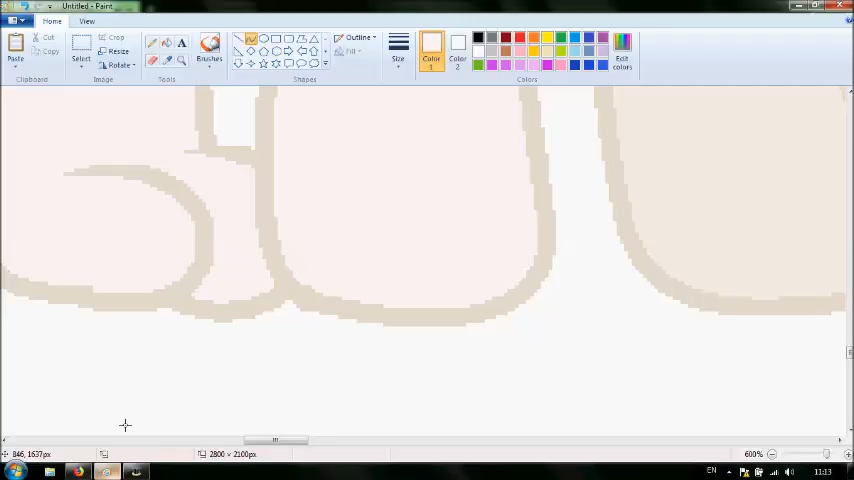 Untitled - Paint
Home View
Paste
Cut
Copy
Clipboard
Select
Crop
Resize
Rotate
Image
A
Tools
Brushes
Outline
Fill
Shapes
Size
Color 1
Color 2
Edit colors
Colors
846, 1637px
2800 × 2100px
600%
EN
11:13